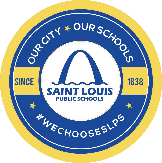 OUR CITY ★ OUR SCHOOLS
SINCE 1838
SAINT LOUIS
PUBLIC SCHOOLS
★ #WECHOOSESLPS ★